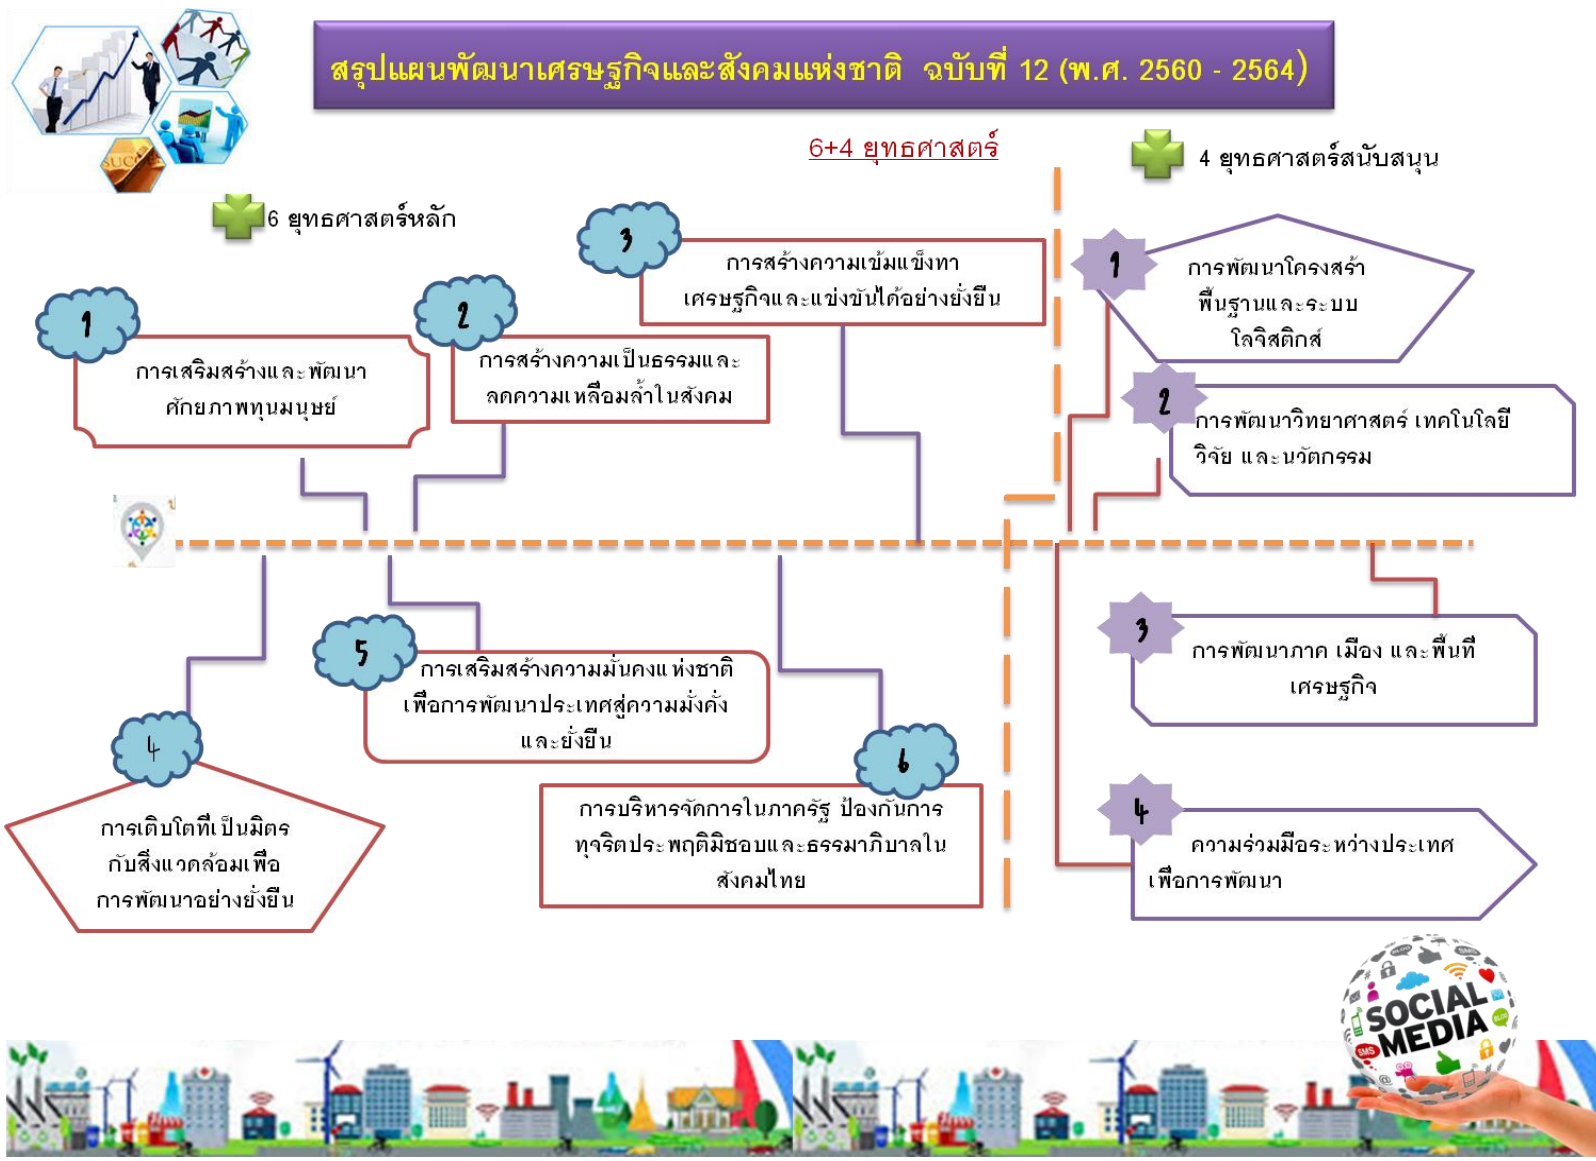 สรุปแผนพัฒนาเศรษฐกิจและสังคมแห่งชาติ ฉบับที่ 12 (พ.ศ. 2560 - 2564)
6+4 ยุทธศาสตร์
4 ยุทธศาสตร์สนับสนุน
6 ยุทธศาสตร์หลัก
1
การเสริมสร้างและพัฒนา
ศักยภาพทุนมนุษย์
2
การสร้างความเป็นธรรมและ
ลดความเหลื่อมล้ำในสังคม
3
การสร้างความเข้มแข็งทา
เศรษฐกิจและแข่งขันได้อย่างยั่งยืน
4
การเติบโตที่เป็นมิตร
กับสิ่งแวดล้อมเพื่อ
การพัฒนาอย่างยั่งยืน
5
การเสริมสร้างความมั่นคงแห่งชาติ
เพื่อการพัฒนาประเทศสู่ความมั่งคั่ง
และยั่งยืน
6
การบริหารจัดการในภาครัฐ ป้องกันการ
ทุจริตประพฤติมิชอบและธรรมาภิบาลใน
สังคมไทย
1
การพัฒนาโครงสร้า
พื้นฐานและระบบ
โลจิสติกส์
2
การพัฒนาวิทยาศาสตร์ เทคโนโลยี
วิจัย และนวัตกรรม
3
การพัฒนาภาค เมือง และพื้นที่
เศรษฐกิจ
4
ความร่วมมือระหว่างประเทศ
เพื่อการพัฒนา
SOCIAL
MEDIA
SMS